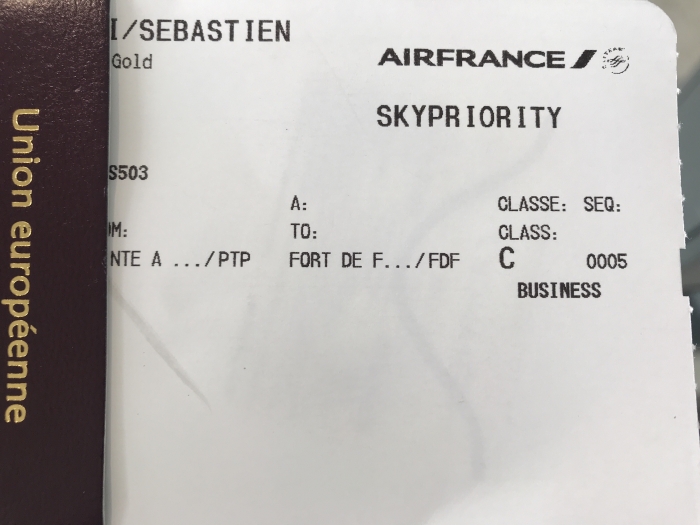 I/SEBASTIEN
Gold
AIRFRANCE
SKYPRIORITY
S503
A: CLASSE: SEQ:
M: TO: CLASS:
NTE A .../PTP FORT DE F.../FDF C 0005
BUSINESS
Union européenne